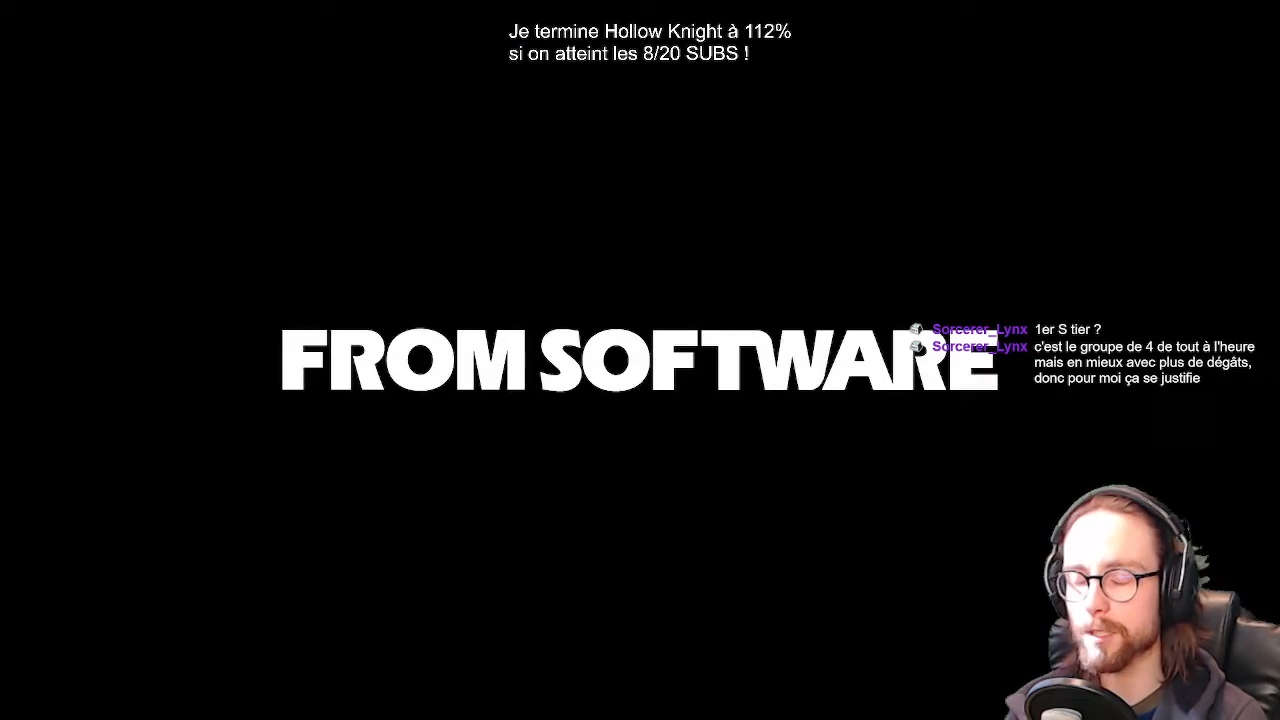 Je termine Hollow Knight à 112%
si on atteint les 8/20 SUBS !
FROM SOFTWARE
Sorcerer_Lynx 1er S tier ?
Sorcerer_Lynx c'est le groupe de 4 de tout à l'heure
mais en mieux avec plus de dégâts,
donc pour moi ça se justifie